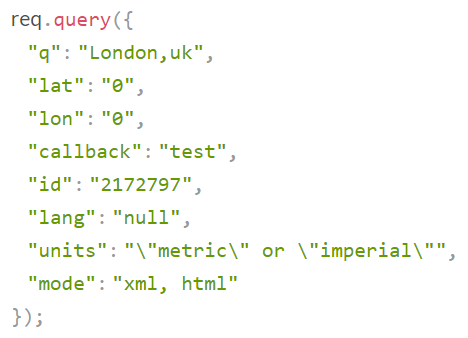 req.query({
"q": "London,uk",
"lat": "0",
"lon": "0",
"callback": "test",
"id": "2172797",
"lang": "null",
"units": "\"metric\" or \"imperial\"",
"mode": "xml, html"
});